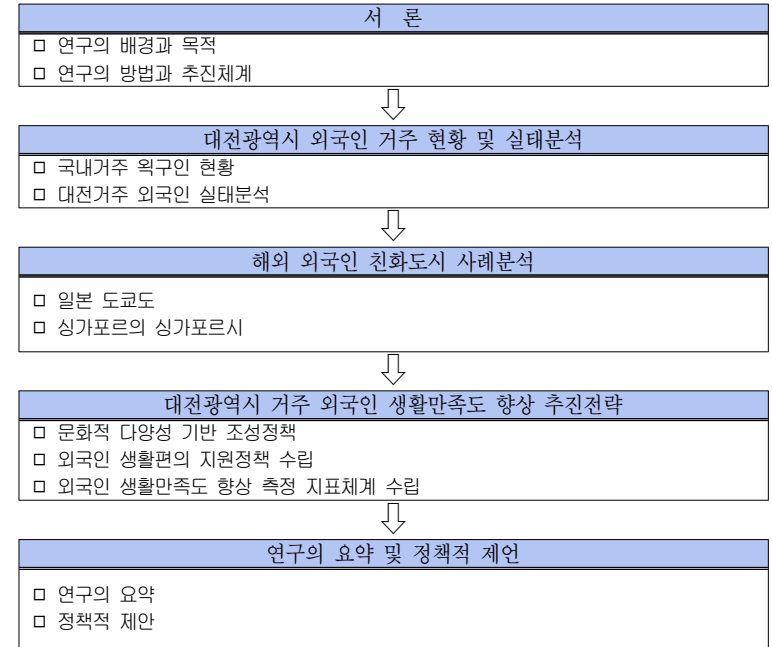 서 론
□ 연구의 배경과 목적
□ 연구의 방법과 추진체계
대전광역시 외국인 거주 현황 및 실태분석
□ 국내거주 왹구인 현황
□ 대전거주 외국인 실태분석
해외 외국인 친화도시 사례분석
□ 일본 도쿄도
□ 싱가포르의 싱가포르시
대전광역시 거주 외국인 생활만족도 향상 추진전략
□ 문화적 다양성 기반 조성정책
□ 외국인 생활편의 지원정책 수립
□ 외국인 생활만족도 향상 측정 지표체계 수립
연구의 요약 및 정책적 제언
□ 연구의 요약
□ 정책적 제안